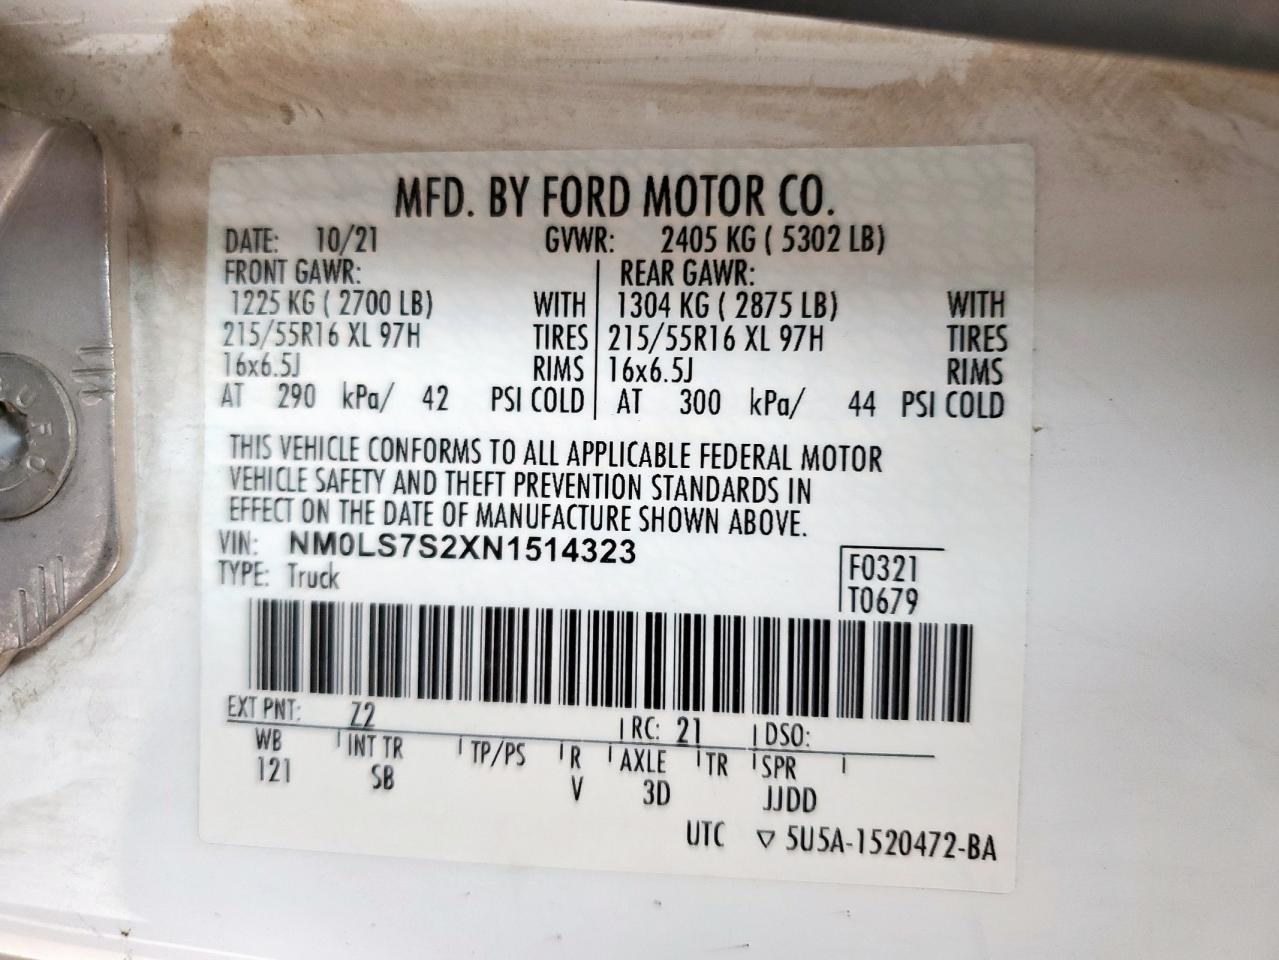 MFD. BY FORD MOTOR CO.
DATE: 10/21 GVWR: 2405 KG ( 5302 LB)
FRONT GAWR: REAR GAWR:
1225 KG ( 2700 LB) WITH 1304 KG ( 2875 LB) WITH
215/55R16 XL 97H TIRES 215/55R16 XL 97H TIRES
16x6.5J RIMS 16x6.5J RIMS
AT 290 kPa/ 42 PSI COLD AT 300 kPa/ 44 PSI COLD
THIS VEHICLE CONFORMS TO ALL APPLICABLE FEDERAL MOTOR
VEHICLE SAFETY AND THEFT PREVENTION STANDARDS IN
EFFECT ON THE DATE OF MANUFACTURE SHOWN ABOVE.
VIN: NM0LS7S2XN1514323
TYPE: Truck
F0321
T0679
EXT PNT: Z2 RC: 21 DSO:
WB INT TR TP/PS R AXLE TR SPR
121 SB V 3D JJDD
UTC ▽ 5U5A-1520472-BA